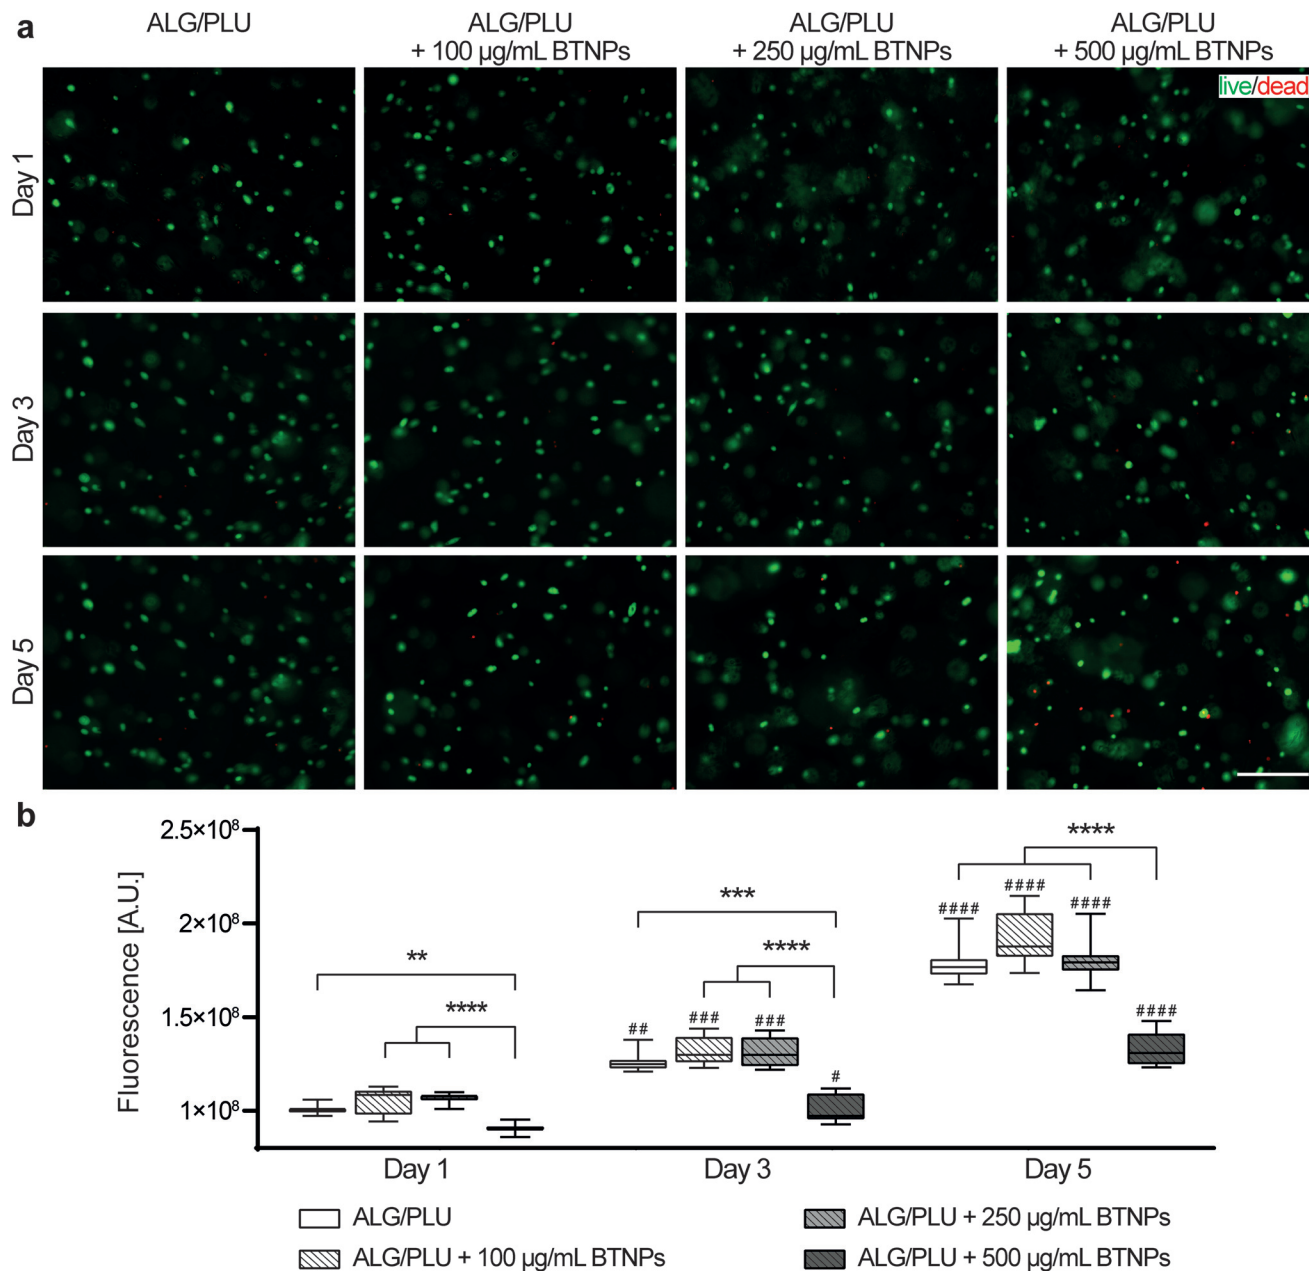 a
ALG/PLU
ALG/PLU
+ 100 µg/mL BTNPs
ALG/PLU
+ 250 µg/mL BTNPs
ALG/PLU
+ 500 µg/mL BTNPs
live/dead
Day 1
Day 3
Day 5
b
Fluorescence [A.U.]
2.5×10⁸
2×10⁸
1.5×10⁸
1×10⁸
**
****
##
###
###
#
***
****
####
####
####
####
****
Day 1
Day 3
Day 5
ALG/PLU
ALG/PLU + 100 µg/mL BTNPs
ALG/PLU + 250 µg/mL BTNPs
ALG/PLU + 500 µg/mL BTNPs